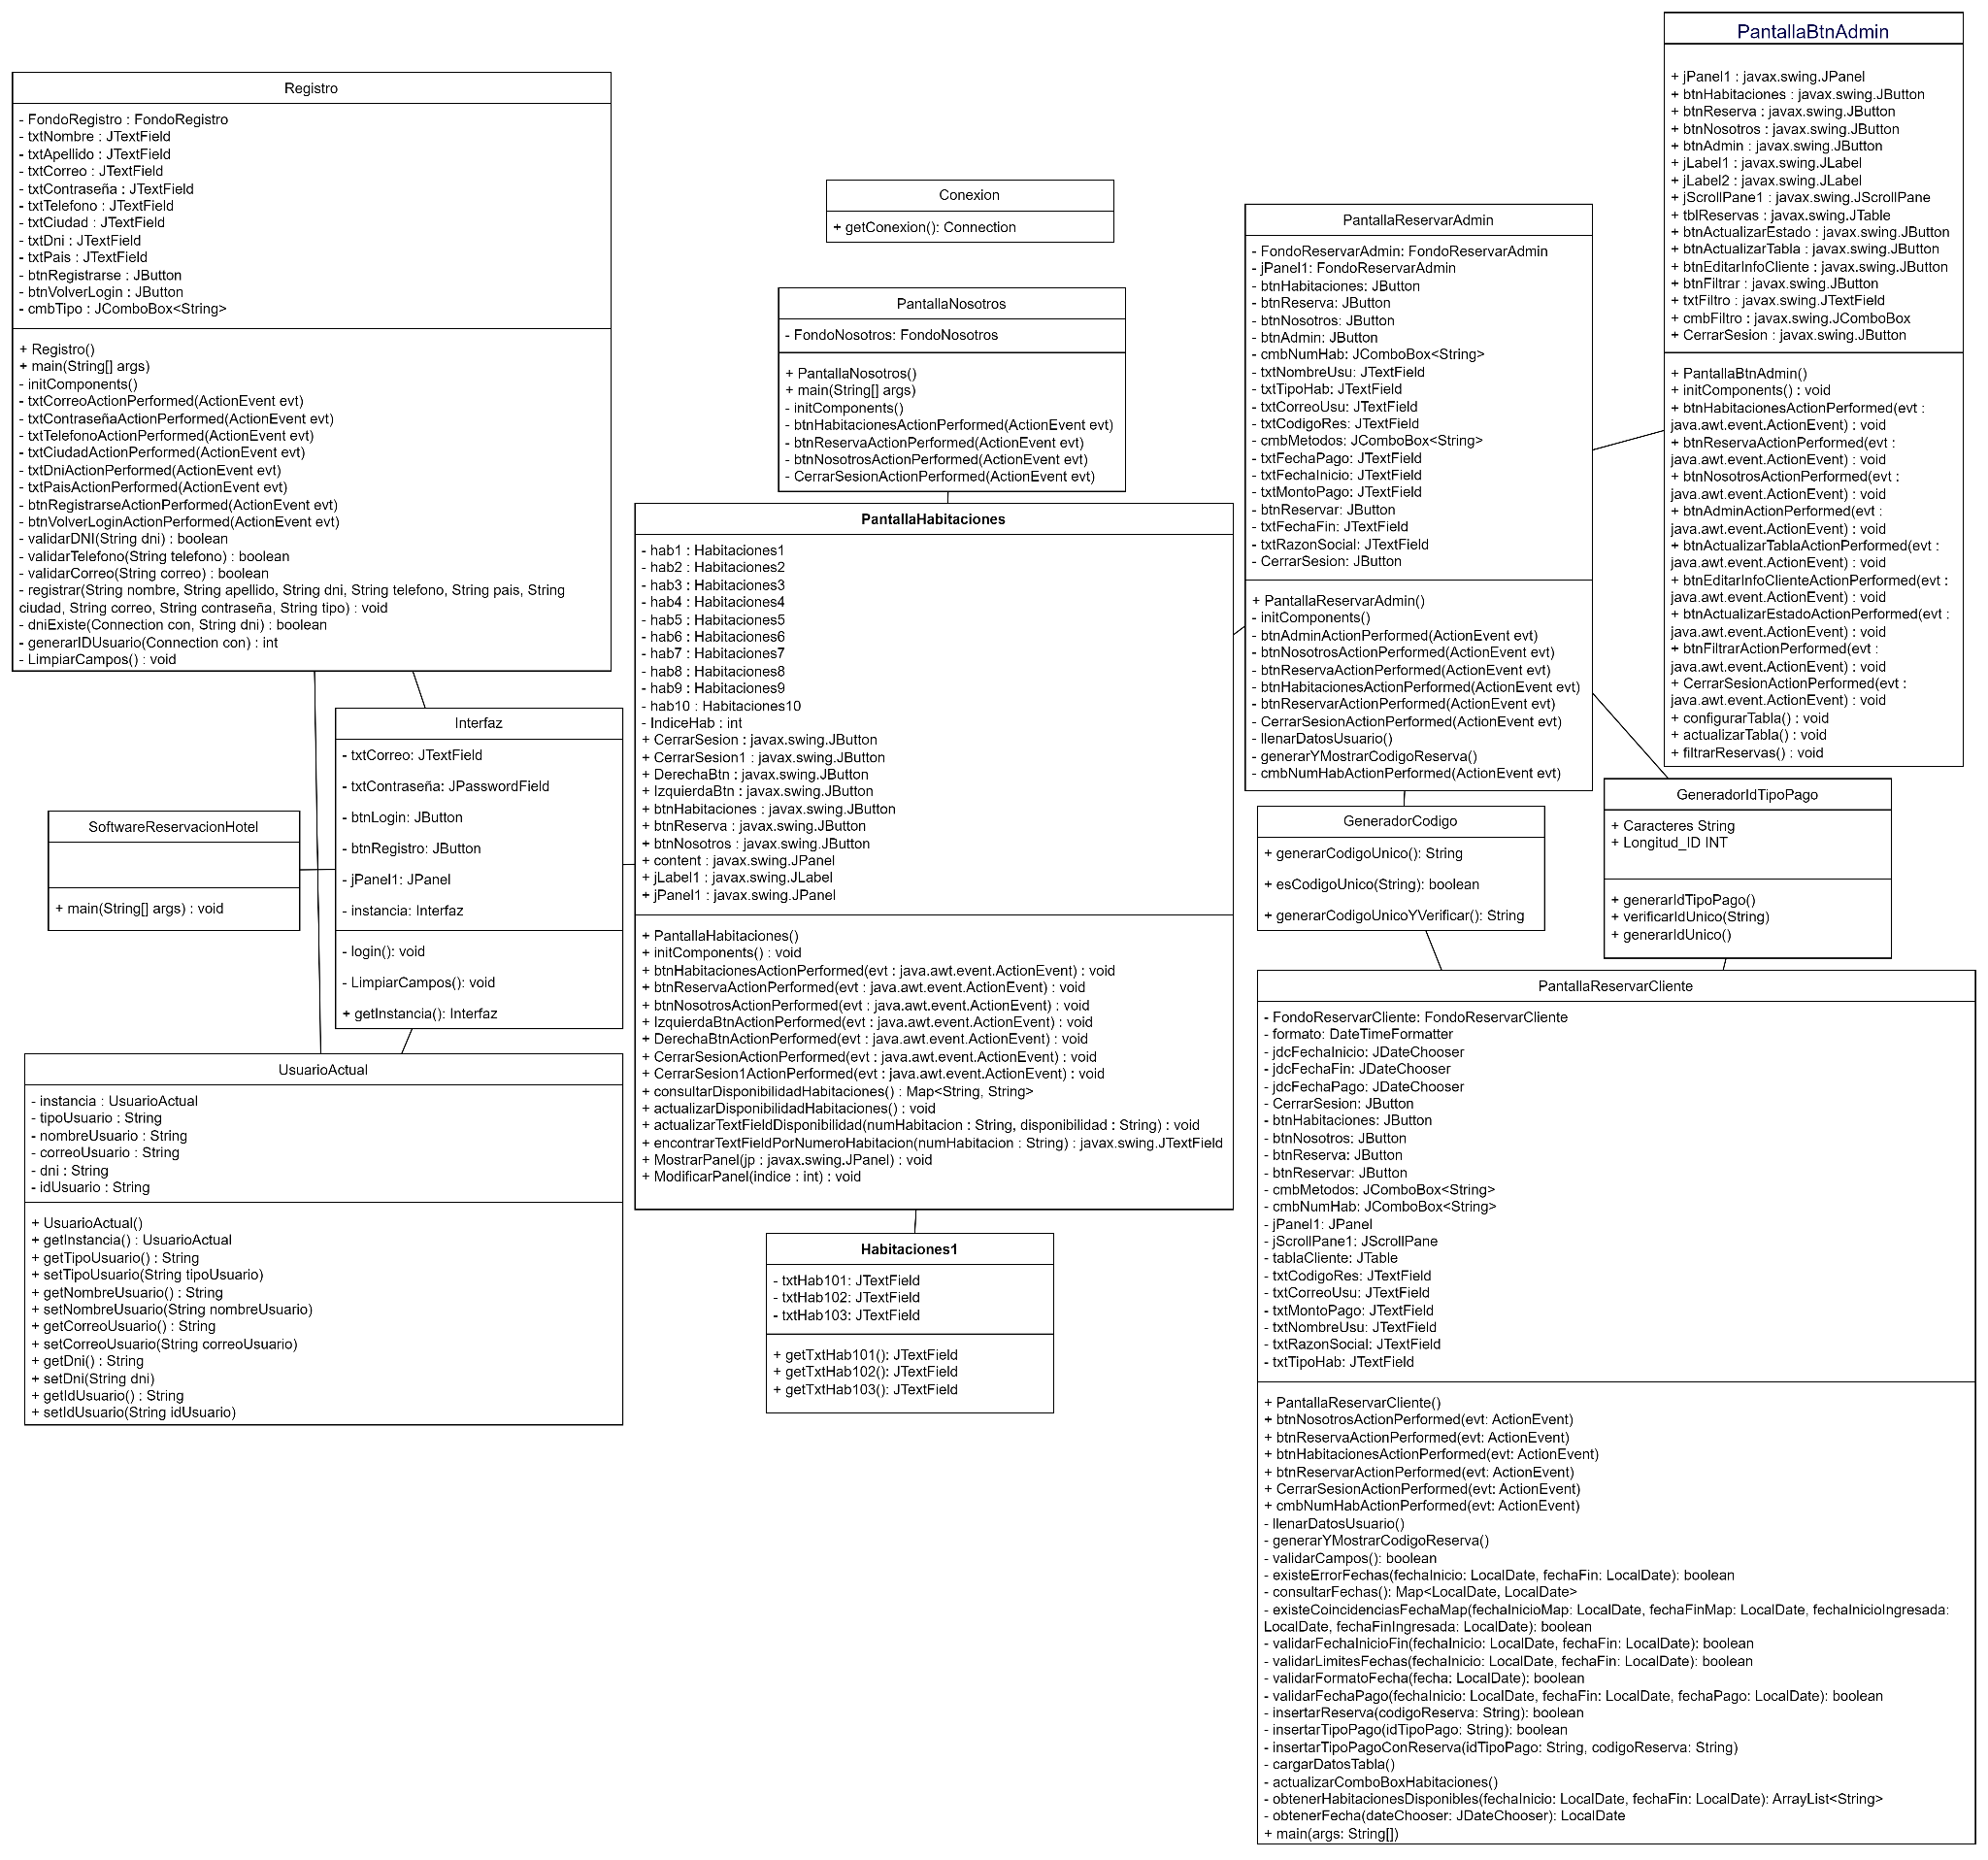 PantallaBtnAdmin
+ jPanel1 : javax.swing.JPanel
+ btnHabitaciones : javax.swing.JButton
+ btnReserva : javax.swing.JButton
+ btnNosotros : javax.swing.JButton
+ btnAdmin : javax.swing.JButton
+ jLabel1 : javax.swing.JLabel
+ jLabel2 : javax.swing.JLabel
+ jScrollPane1 : javax.swing.JScrollPane
+ tblReservas : javax.swing.JTable
+ btnActualizarEstado : javax.swing.JButton
+ btnActualizarTabla : javax.swing.JButton
+ btnEditarInfoCliente : javax.swing.JButton
+ btnFiltrar : javax.swing.JButton
+ txtFiltro : javax.swing.JTextField
+ cmbFiltro : javax.swing.JComboBox
+ CerrarSesion : javax.swing.JButton
+ PantallaBtnAdmin()
+ initComponents() : void
+ btnHabitacionesActionPerformed(evt :
java.awt.event.ActionEvent) : void
+ btnReservaActionPerformed(evt :
java.awt.event.ActionEvent) : void
+ btnNosotrosActionPerformed(evt :
java.awt.event.ActionEvent) : void
+ btnAdminActionPerformed(evt :
java.awt.event.ActionEvent) : void
+ btnActualizarTablaActionPerformed(evt :
java.awt.event.ActionEvent) : void
+ btnEditarInfoClienteActionPerformed(evt :
java.awt.event.ActionEvent) : void
+ btnActualizarEstadoActionPerformed(evt :
java.awt.event.ActionEvent) : void
+ btnFiltrarActionPerformed(evt :
java.awt.event.ActionEvent) : void
+ CerrarSesionActionPerformed(evt :
java.awt.event.ActionEvent) : void
+ configurarTabla() : void
+ actualizarTabla() : void
+ filtrarReservas() : void
Registro
- FondoRegistro : FondoRegistro
- txtNombre : JTextField
- txtApellido : JTextField
- txtCorreo : JTextField
- txtContraseña : JTextField
- txtTelefono : JTextField
- txtCiudad : JTextField
- txtDni : JTextField
- txtPais : JTextField
- btnRegistrarse : JButton
- btnVolverLogin : JButton
- cmbTipo : JComboBox<String>
+ Registro()
+ main(String[] args)
- initComponents()
- txtCorreoActionPerformed(ActionEvent evt)
- txtContraseñaActionPerformed(ActionEvent evt)
- txtTelefonoActionPerformed(ActionEvent evt)
- txtCiudadActionPerformed(ActionEvent evt)
- txtDniActionPerformed(ActionEvent evt)
- txtPaisActionPerformed(ActionEvent evt)
- btnRegistrarseActionPerformed(ActionEvent evt)
- btnVolverLoginActionPerformed(ActionEvent evt)
- validarDNI(String dni) : boolean
- validarTelefono(String telefono) : boolean
- validarCorreo(String correo) : boolean
- registrar(String nombre, String apellido, String dni, String telefono, String pais, String
ciudad, String correo, String contraseña, String tipo) : void
- dniExiste(Connection con, String dni) : boolean
- generarIDUsuario(Connection con) : int
- LimpiarCampos() : void
Conexion
+ getConexion(): Connection
PantallaNosotros
- FondoNosotros: FondoNosotros
+ PantallaNosotros()
+ main(String[] args)
- initComponents()
- btnHabitacionesActionPerformed(ActionEvent evt)
- btnReservaActionPerformed(ActionEvent evt)
- btnNosotrosActionPerformed(ActionEvent evt)
- CerrarSesionActionPerformed(ActionEvent evt)
PantallaReservarAdmin
- FondoReservarAdmin: FondoReservarAdmin
- jPanel1: FondoReservarAdmin
- btnHabitaciones: JButton
- btnReserva: JButton
- btnNosotros: JButton
- btnAdmin: JButton
- cmbNumHab: JComboBox<String>
- txtNombreUsu: JTextField
- txtTipoHab: JTextField
- txtCorreoUsu: JTextField
- txtCodigoRes: JTextField
- cmbMetodos: JComboBox<String>
- txtFechaPago: JTextField
- txtFechaInicio: JTextField
- txtMontoPago: JTextField
- btnReservar: JButton
- txtFechaFin: JTextField
- txtRazonSocial: JTextField
- CerrarSesion: JButton
+ PantallaReservarAdmin()
- initComponents()
- btnAdminActionPerformed(ActionEvent evt)
- btnNosotrosActionPerformed(ActionEvent evt)
- btnReservaActionPerformed(ActionEvent evt)
- btnHabitacionesActionPerformed(ActionEvent evt)
- btnReservarActionPerformed(ActionEvent evt)
- CerrarSesionActionPerformed(ActionEvent evt)
- llenarDatosUsuario()
- generarYMostrarCodigoReserva()
- cmbNumHabActionPerformed(ActionEvent evt)
PantallaHabitaciones
- hab1 : Habitaciones1
- hab2 : Habitaciones2
- hab3 : Habitaciones3
- hab4 : Habitaciones4
- hab5 : Habitaciones5
- hab6 : Habitaciones6
- hab7 : Habitaciones7
- hab8 : Habitaciones8
- hab9 : Habitaciones9
- hab10 : Habitaciones10
- IndiceHab : int
+ CerrarSesion : javax.swing.JButton
+ CerrarSesion1 : javax.swing.JButton
+ DerechaBtn : javax.swing.JButton
+ IzquierdaBtn : javax.swing.JButton
+ btnHabitaciones : javax.swing.JButton
+ btnReserva : javax.swing.JButton
+ btnNosotros : javax.swing.JButton
+ content : javax.swing.JPanel
+ jLabel1 : javax.swing.JLabel
+ jPanel1 : javax.swing.JPanel
+ PantallaHabitaciones()
+ initComponents() : void
+ btnHabitacionesActionPerformed(evt : java.awt.event.ActionEvent) : void
+ btnReservaActionPerformed(evt : java.awt.event.ActionEvent) : void
+ btnNosotrosActionPerformed(evt : java.awt.event.ActionEvent) : void
+ IzquierdaBtnActionPerformed(evt : java.awt.event.ActionEvent) : void
+ DerechaBtnActionPerformed(evt : java.awt.event.ActionEvent) : void
+ CerrarSesionActionPerformed(evt : java.awt.event.ActionEvent) : void
+ CerrarSesion1ActionPerformed(evt : java.awt.event.ActionEvent) : void
+ consultarDisponibilidadHabitaciones() : Map<String, String>
+ actualizarDisponibilidadHabitaciones() : void
+ actualizarTextFieldDisponibilidad(numHabitacion : String, disponibilidad : String) : void
+ encontrarTextFieldPorNumeroHabitacion(numHabitacion : String) : javax.swing.JTextField
+ MostrarPanel(jp : javax.swing.JPanel) : void
+ ModificarPanel(indice : int) : void
Interfaz
- txtCorreo: JTextField
- txtContraseña: JPasswordField
- btnLogin: JButton
- btnRegistro: JButton
- jPanel1: JPanel
- instancia: Interfaz
- login(): void
- LimpiarCampos(): void
+ getInstancia(): Interfaz
SoftwareReservacionHotel
+ main(String[] args) : void
GeneradorCodigo
+ generarCodigoUnico(): String
+ esCodigoUnico(String): boolean
+ generarCodigoUnicoYVerificar(): String
GeneradorIdTipoPago
+ Caracteres String
+ Longitud_ID INT
+ generarIdTipoPago()
+ verificarIdUnico(String)
+ generarIdUnico()
UsuarioActual
- instancia : UsuarioActual
- tipoUsuario : String
- nombreUsuario : String
- correoUsuario : String
- dni : String
- idUsuario : String
+ UsuarioActual()
+ getInstancia() : UsuarioActual
+ getTipoUsuario() : String
+ setTipoUsuario(String tipoUsuario)
+ getNombreUsuario() : String
+ setNombreUsuario(String nombreUsuario)
+ getCorreoUsuario() : String
+ setCorreoUsuario(String correoUsuario)
+ getDni() : String
+ setDni(String dni)
+ getIdUsuario() : String
+ setIdUsuario(String idUsuario)
Habitaciones1
- txtHab101: JTextField
- txtHab102: JTextField
- txtHab103: JTextField
+ getTxtHab101(): JTextField
+ getTxtHab102(): JTextField
+ getTxtHab103(): JTextField
PantallaReservarCliente
- FondoReservarCliente: FondoReservarCliente
- formato: DateTimeFormatter
- jdcFechaInicio: JDateChooser
- jdcFechaFin: JDateChooser
- jdcFechaPago: JDateChooser
- CerrarSesion: JButton
- btnHabitaciones: JButton
- btnNosotros: JButton
- btnReserva: JButton
- btnReservar: JButton
- cmbMetodos: JComboBox<String>
- cmbNumHab: JComboBox<String>
- jPanel1: JPanel
- jScrollPane1: JScrollPane
- tablaCliente: JTable
- txtCodigoRes: JTextField
- txtCorreoUsu: JTextField
- txtMontoPago: JTextField
- txtNombreUsu: JTextField
- txtRazonSocial: JTextField
- txtTipoHab: JTextField
+ PantallaReservarCliente()
+ btnNosotrosActionPerformed(evt: ActionEvent)
+ btnReservaActionPerformed(evt: ActionEvent)
+ btnHabitacionesActionPerformed(evt: ActionEvent)
+ btnReservarActionPerformed(evt: ActionEvent)
+ CerrarSesionActionPerformed(evt: ActionEvent)
+ cmbNumHabActionPerformed(evt: ActionEvent)
- llenarDatosUsuario()
- generarYMostrarCodigoReserva()
- validarCampos(): boolean
- existeErrorFechas(fechaInicio: LocalDate, fechaFin: LocalDate): boolean
- consultarFechas(): Map<LocalDate, LocalDate>
- existeCoincidenciasFechaMap(fechaInicioMap: LocalDate, fechaFinMap: LocalDate, fechaInicioIngresada:
LocalDate, fechaFinIngresada: LocalDate): boolean
- validarFechaInicioFin(fechaInicio: LocalDate, fechaFin: LocalDate): boolean
- validarLimitesFechas(fechaInicio: LocalDate, fechaFin: LocalDate): boolean
- validarFormatoFecha(fecha: LocalDate): boolean
- validarFechaPago(fechaInicio: LocalDate, fechaFin: LocalDate, fechaPago: LocalDate): boolean
- insertarReserva(codigoReserva: String): boolean
- insertarTipoPago(idTipoPago: String): boolean
- insertarTipoPagoConReserva(idTipoPago: String, codigoReserva: String)
- cargarDatosTabla()
- actualizarComboBoxHabitaciones()
- obtenerHabitacionesDisponibles(fechaInicio: LocalDate, fechaFin: LocalDate): ArrayList<String>
- obtenerFecha(dateChooser: JDateChooser): LocalDate
+ main(args: String[])